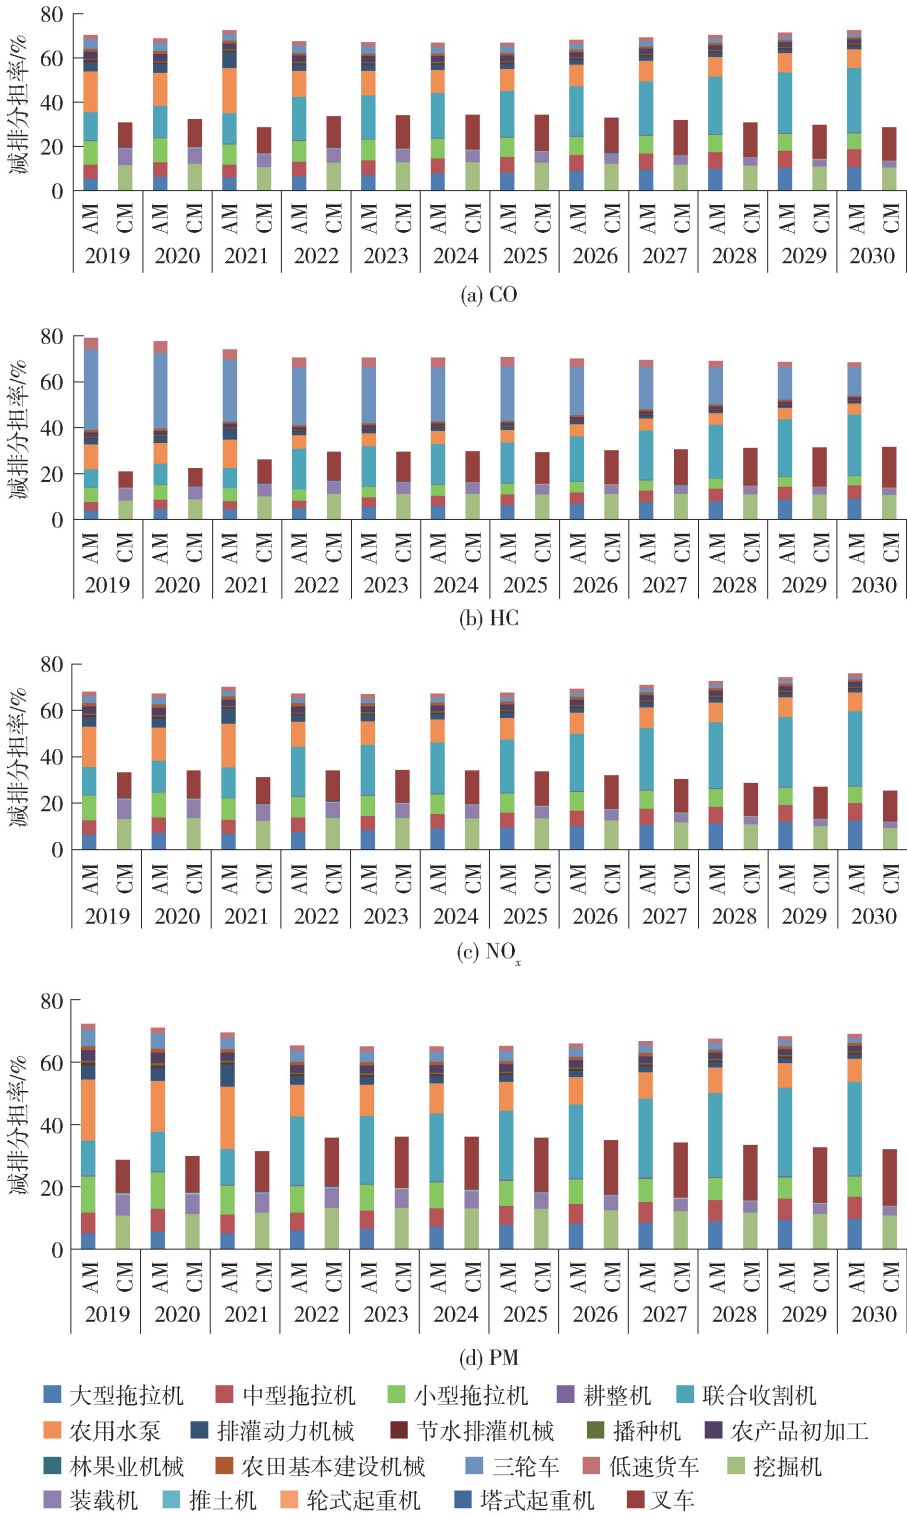 80
60
40
20
0
减排分担率/%
AM CM AM CM AM CM AM CM AM CM AM CM AM CM AM CM AM CM AM CM AM CM AM CM
2019 2020 2021 2022 2023 2024 2025 2026 2027 2028 2029 2030
(a) CO
80
60
40
20
0
减排分担率/%
AM CM AM CM AM CM AM CM AM CM AM CM AM CM AM CM AM CM AM CM AM CM AM CM
2019 2020 2021 2022 2023 2024 2025 2026 2027 2028 2029 2030
(b) HC
80
60
40
20
0
减排分担率/%
AM CM AM CM AM CM AM CM AM CM AM CM AM CM AM CM AM CM AM CM AM CM AM CM
2019 2020 2021 2022 2023 2024 2025 2026 2027 2028 2029 2030
(c) NOx
80
60
40
20
0
减排分担率/%
AM CM AM CM AM CM AM CM AM CM AM CM AM CM AM CM AM CM AM CM AM CM AM CM
2019 2020 2021 2022 2023 2024 2025 2026 2027 2028 2029 2030
(d) PM
大型拖拉机 中型拖拉机 小型拖拉机 耕整机 联合收割机
农用水泵 排灌动力机械 节水排灌机械 播种机 农产品初加工
林果业机械 农田基本建设机械 三轮车 低速货车 挖掘机
装载机 推土机 轮式起重机 塔式起重机 叉车